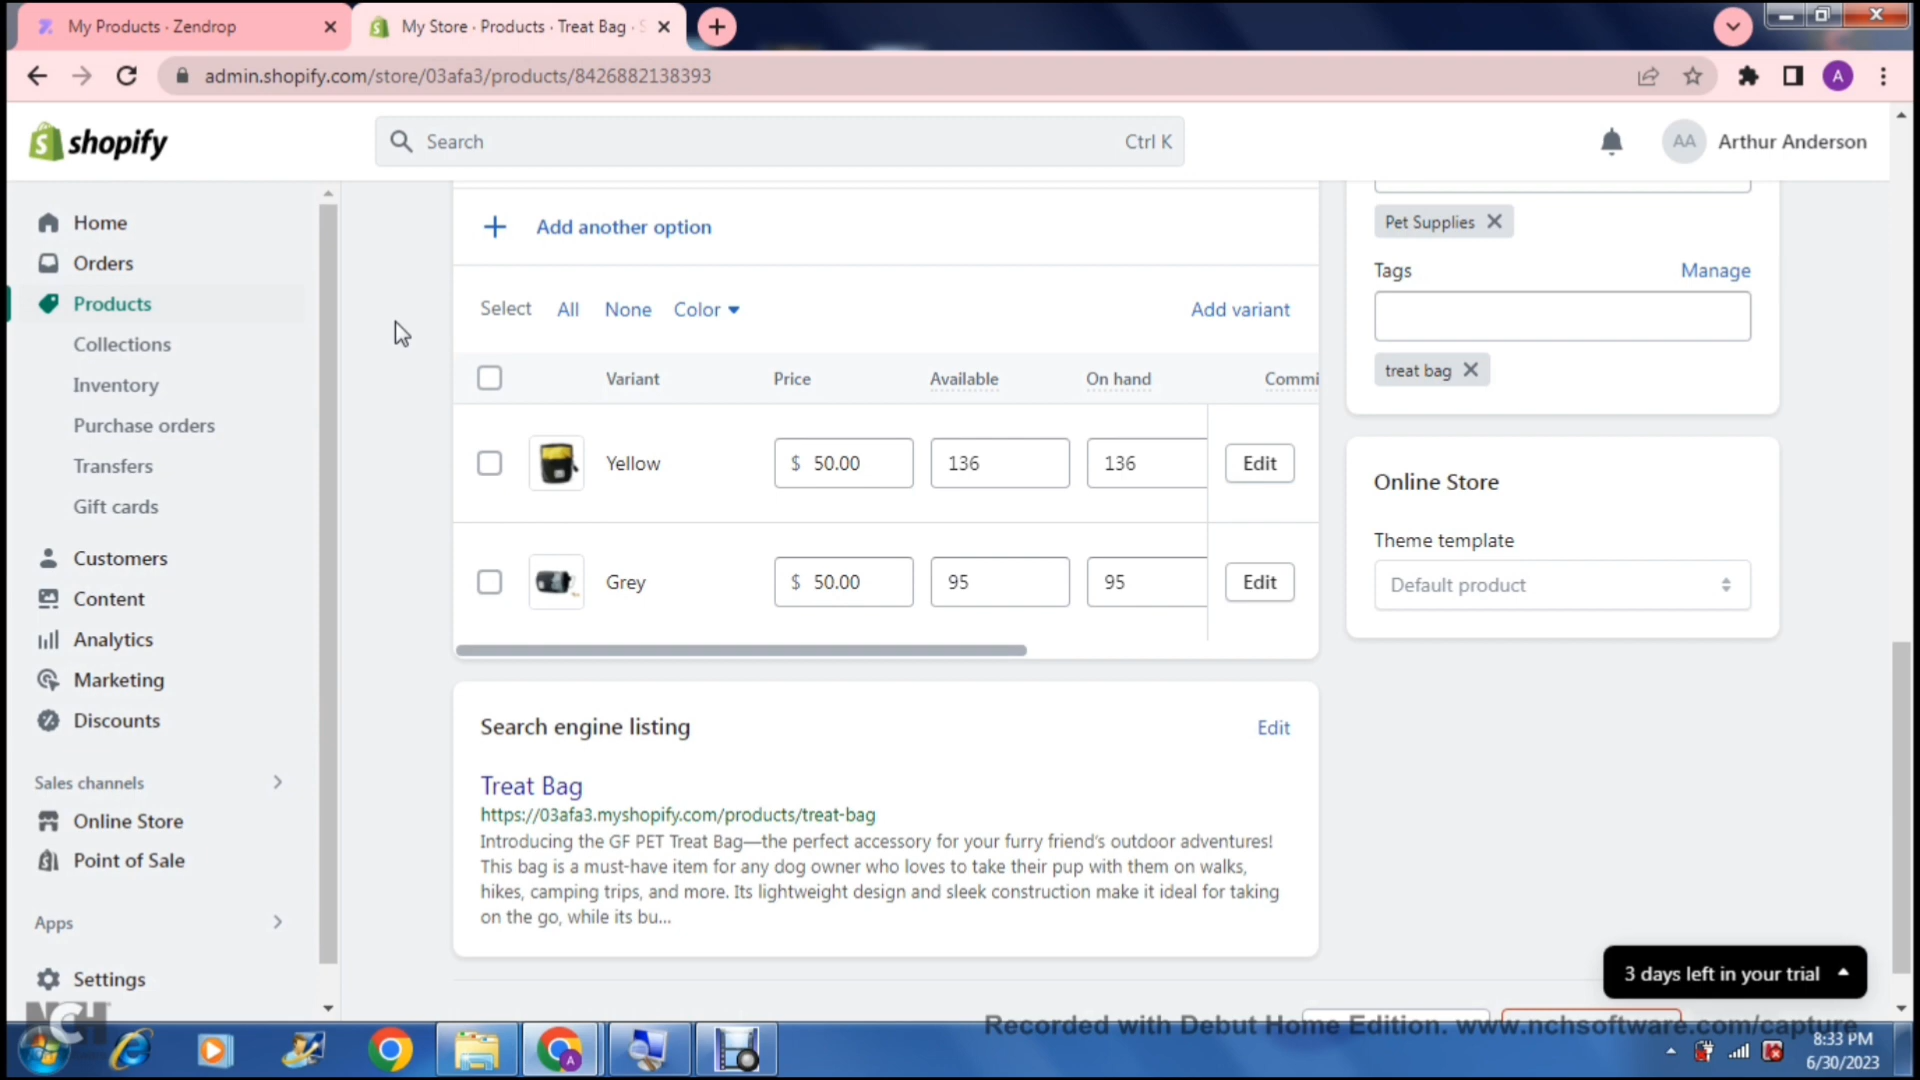 My Products · Zendrop
My Store · Products · Treat Bag · S
admin.shopify.com/store/03afa3/products/8426882138393
A
shopify
Search
Ctrl K
AA
Arthur Anderson
Home
Orders
Products
Collections
Inventory
Purchase orders
Transfers
Gift cards
Customers
Content
Analytics
Marketing
Discounts
Sales channels
Online Store
Point of Sale
Apps
Settings
Add another option
Select All None Color
Add variant
Variant Price Available On hand Commi
Yellow $ 50.00 136 136 Edit
Grey $ 50.00 95 95 Edit
Search engine listing
Edit
Treat Bag
https://03afa3.myshopify.com/products/treat-bag
Introducing the GF PET Treat Bag—the perfect accessory for your furry friend's outdoor adventures!
This bag is a must-have item for any dog owner who loves to take their pup with them on walks,
hikes, camping trips, and more. Its lightweight design and sleek construction make it ideal for taking
on the go, while its bu...
Pet Supplies
Tags
Manage
treat bag
Online Store
Theme template
Default product
3 days left in your trial
NCH
Recorded with Debut Home Edition. www.nchsoftware.com/capture
A
8:33 PM
6/30/2023